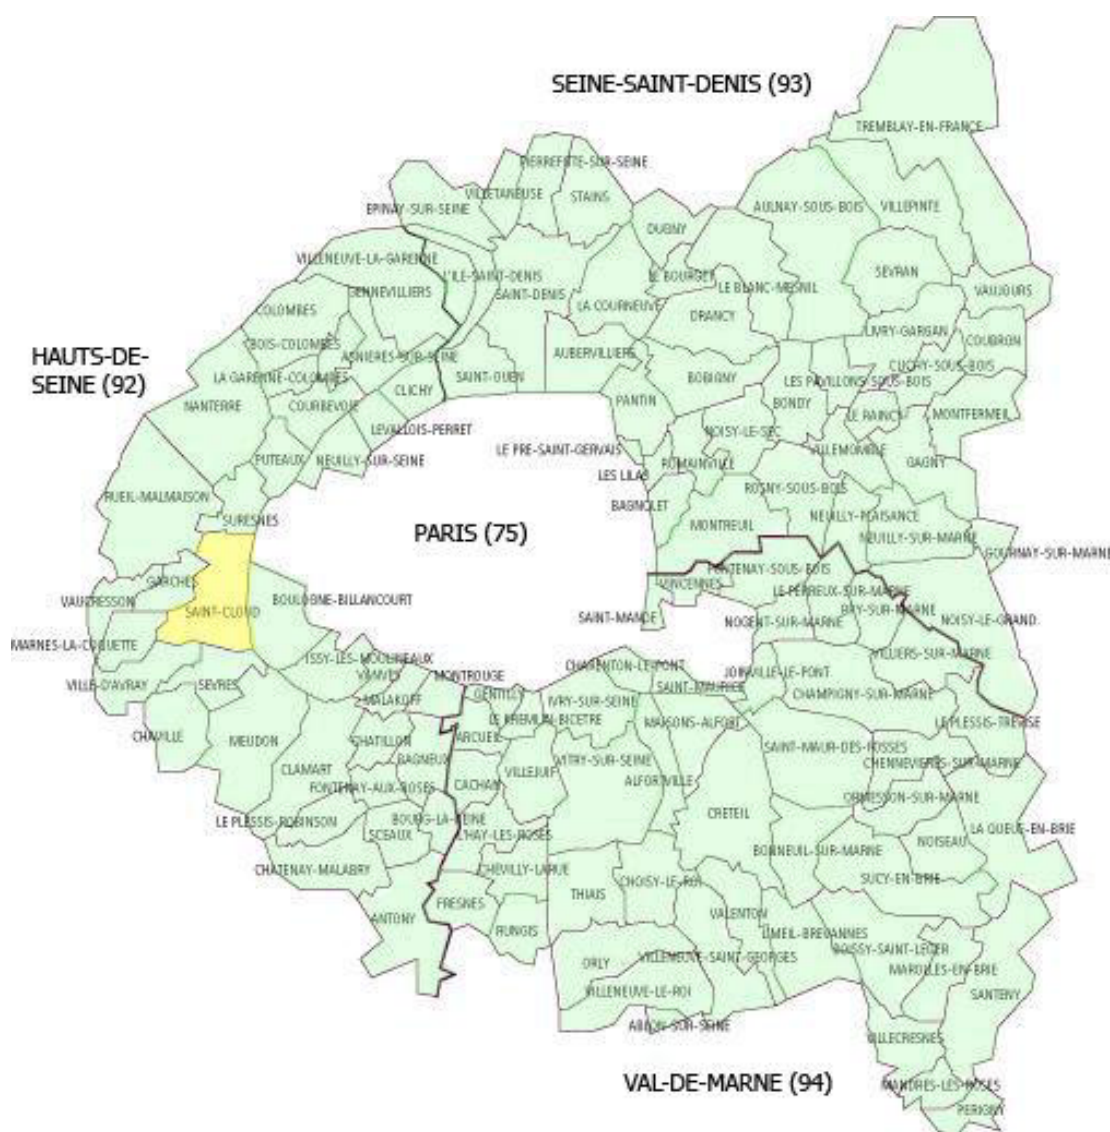 SEINE-SAINT-DENIS (93)
TREMBLAY-EN-FRANCE
PIERREFITTE-SUR-SEINE
VILLETANEUSE
STAINS
EPINAY-SUR-SEINE
AULNAY-SOUS-BOIS
VILLEPINTE
DUGNY
VILLENEUVE-LA-GARENNE
L'ILE-SAINT-DENIS
LE BOURGET
SEVRAN
GENNEVILLIERS
SAINT-DENIS
LE BLANC-MESNIL
VAUJOURS
COLOMBES
LA COURNEUVE
DRANCY
LIVRY-GARGAN
COUBRON
HAUTS-DE-
SEINE (92)
BOIS-COLOMBES
ASNIERES-SUR-SEINE
AUBERVILLIERS
CLICHY-SOUS-BOIS
LA GARENNE-COLOMBES
SAINT-OUEN
BOBIGNY
LES PAVILLONS-SOUS-BOIS
CLICHY
NANTERRE
COURBEVOIE
PANTIN
BONDY
LE RAINCY
MONTFERMEIL
LEVALLOIS-PERRET
NOISY-LE-SEC
LE PRE-SAINT-GERVAIS
VILLEMOMBLE
PUTEAUX
NEUILLY-SUR-SEINE
ROMAINVILLE
GAGNY
LES LILAS
RUEIL-MALMAISON
ROSNY-SOUS-BOIS
BAGNOLET
SURESNES
PARIS (75)
MONTREUIL
NEUILLY-PLAISANCE
NEUILLY-SUR-MARNE
GOURNAY-SUR-MARNE
FONTENAY-SOUS-BOIS
GARCHES
VINCENNES
LE PERREUX-SUR-MARNE
VAUCRESSON
BOULOGNE-BILLANCOURT
SAINT-CLOUD
BRY-SUR-MARNE
SAINT-MANDE
NOGENT-SUR-MARNE
NOISY-LE-GRAND
MARNES-LA-COQUETTE
VILLIERS-SUR-MARNE
ISSY-LES-MOULINEAUX
CHARENTON-LE-PONT
JOINVILLE-LE-PONT
VANVES
MONTROUGE
VILLE-D'AVRAY
SEVRES
SAINT-MAURICE
GENTILLY
CHAMPIGNY-SUR-MARNE
MALAKOFF
IVRY-SUR-SEINE
LE KREMLIN-BICETRE
MAISONS-ALFORT
LE PLESSIS-TREVISE
CHAVILLE
MEUDON
CHATILLON
ARCUEIL
SAINT-MAUR-DES-FOSSES
BAGNEUX
VITRY-SUR-SEINE
CHENNEVIERES-SUR-MARNE
CLAMART
VILLEJUIF
ALFORTVILLE
FONTENAY-AUX-ROSES
CACHAN
ORMESSON-SUR-MARNE
CRETEIL
LE PLESSIS-ROBINSON
BOURG-LA-REINE
LA QUEUE-EN-BRIE
SCEAUX
L'HAY-LES-ROSES
NOISEAU
BONNEUIL-SUR-MARNE
CHATENAY-MALABRY
CHEVILLY-LARUE
SUCY-EN-BRIE
CHOISY-LE-ROI
THIAIS
FRESNES
ANTONY
VALENTON
RUNGIS
LIMEIL-BREVANNES
BOISSY-SAINT-LEGER
ORLY
VILLENEUVE-SAINT-GEORGES
MAROLLES-EN-BRIE
VILLENEUVE-LE-ROI
SANTENY
ABLON-SUR-SEINE
VILLECRESNES
VAL-DE-MARNE (94)
MANDRES-LES-ROSES
PERIGNY